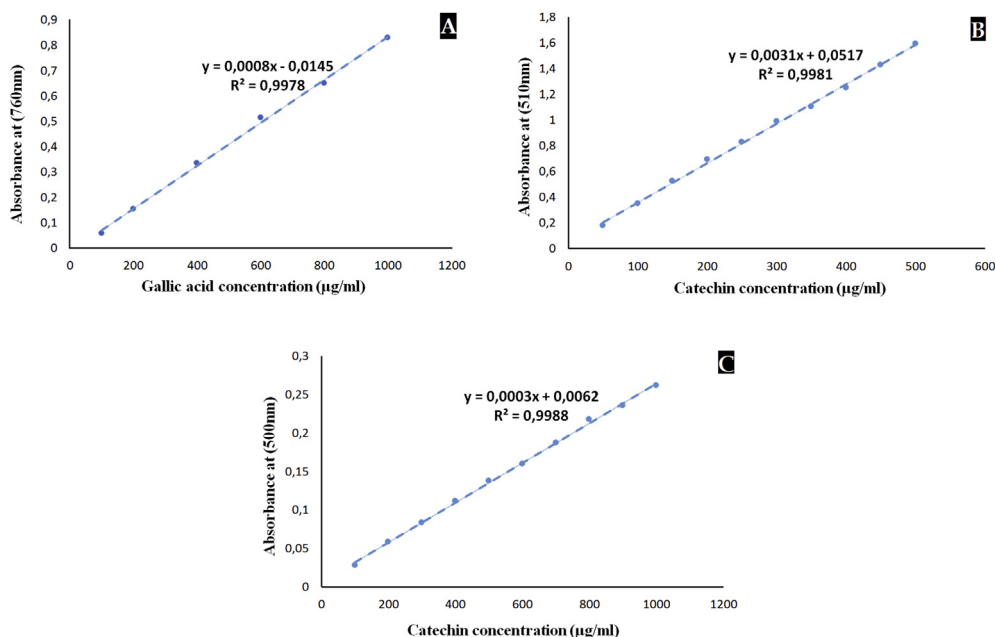 A
0,9
0,8
0,7
0,6
0,5
0,4
0,3
0,2
0,1
0
y = 0,0008x - 0,0145
R² = 0,9978
Absorbance at (760nm)
0 200 400 600 800 1000 1200
Gallic acid concentration (µg/ml)
B
1,8
1,6
1,4
1,2
1
0,8
0,6
0,4
0,2
0
y = 0,0031x + 0,0517
R² = 0,9981
Absorbance at (510nm)
0 100 200 300 400 500 600
Catechin concentration (µg/ml)
C
0,3
0,25
0,2
0,15
0,1
0,05
0
y = 0,0003x + 0,0062
R² = 0,9988
Absorbance at (500nm)
0 200 400 600 800 1000 1200
Catechin concentration (µg/ml)